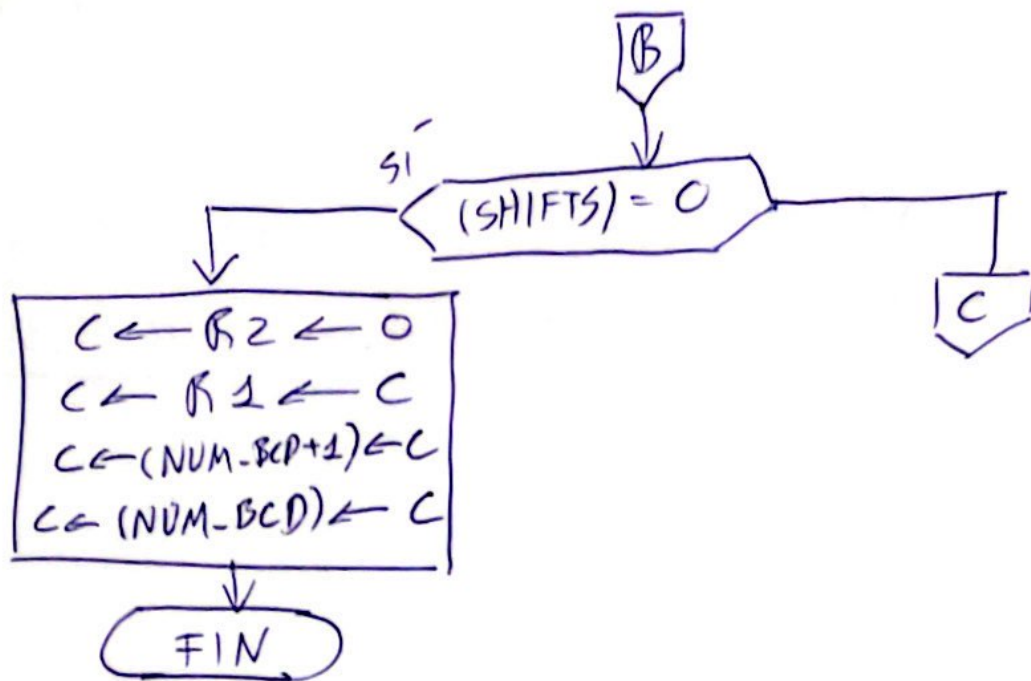 B
sí
(SHIFTS) = 0
C
C ← R2 ← 0
C ← R1 ← C
C ← (NUM_BCD+1) ← C
C ← (NUM_BCD) ← C
FIN